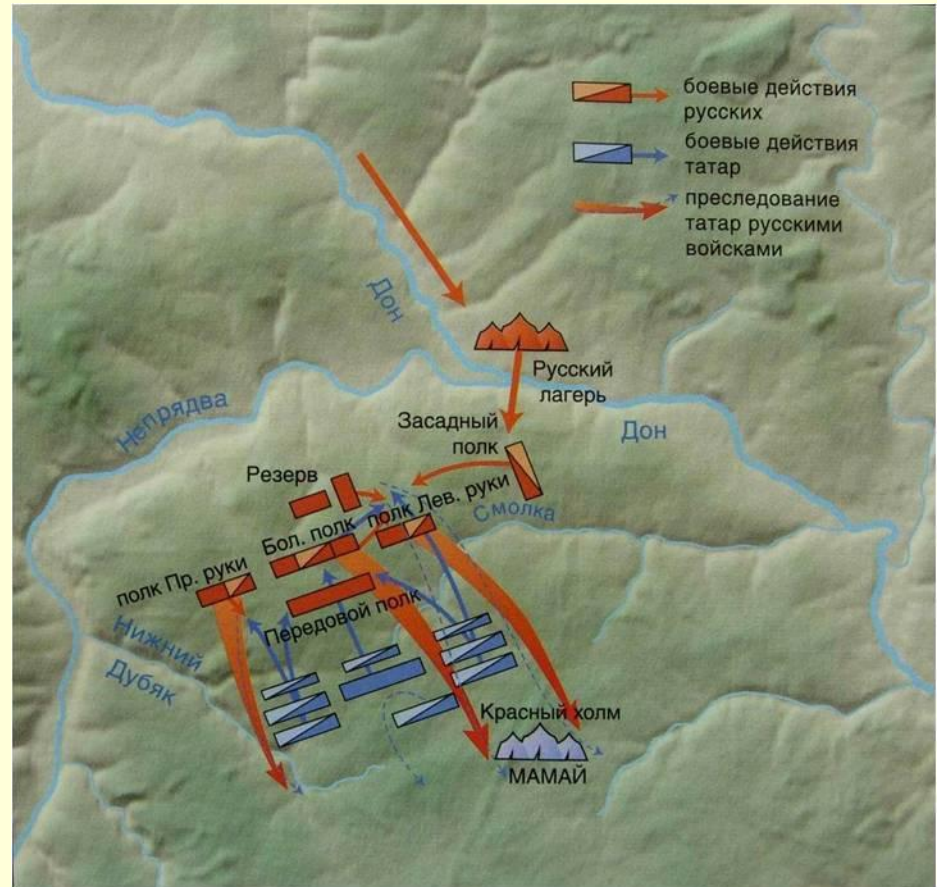 боевые действия
русских
боевые действия
татар
преследование
татар русскими
войсками
Дон
Русский
лагерь
Непрядва
Дон
Засадный
полк
Резерв
Смолка
полк Лев. руки
Бол. полк
полк Пр. руки
Передовой полк
Нижний
Дубяк
Красный холм
МАМАЙ